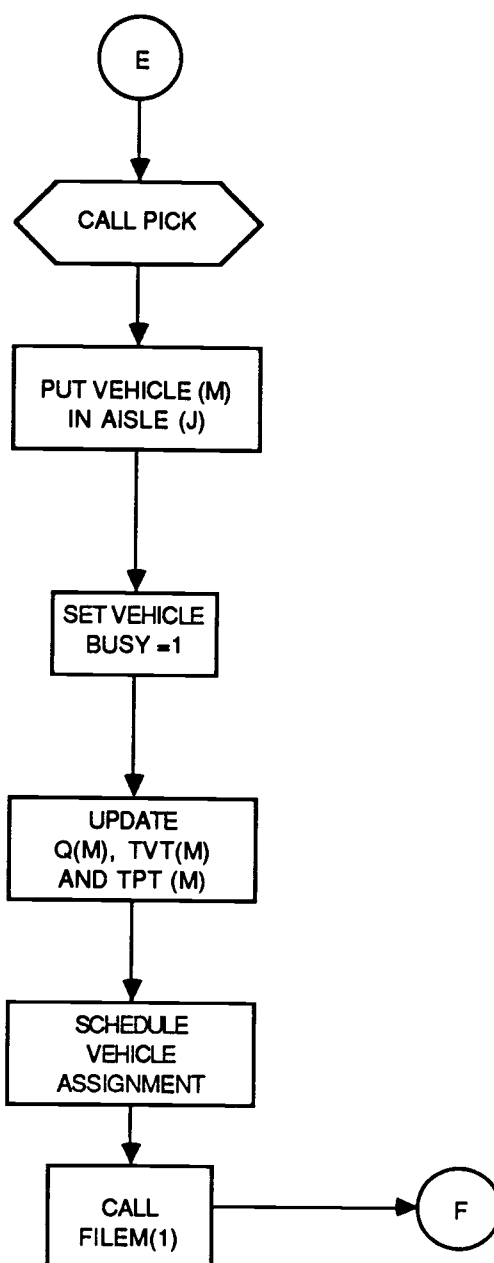 E
CALL PICK
PUT VEHICLE (M)
IN AISLE (J)
SET VEHICLE
BUSY =1
UPDATE
Q(M), TVT(M)
AND TPT (M)
SCHEDULE
VEHICLE
ASSIGNMENT
CALL
FILEM(1)
F